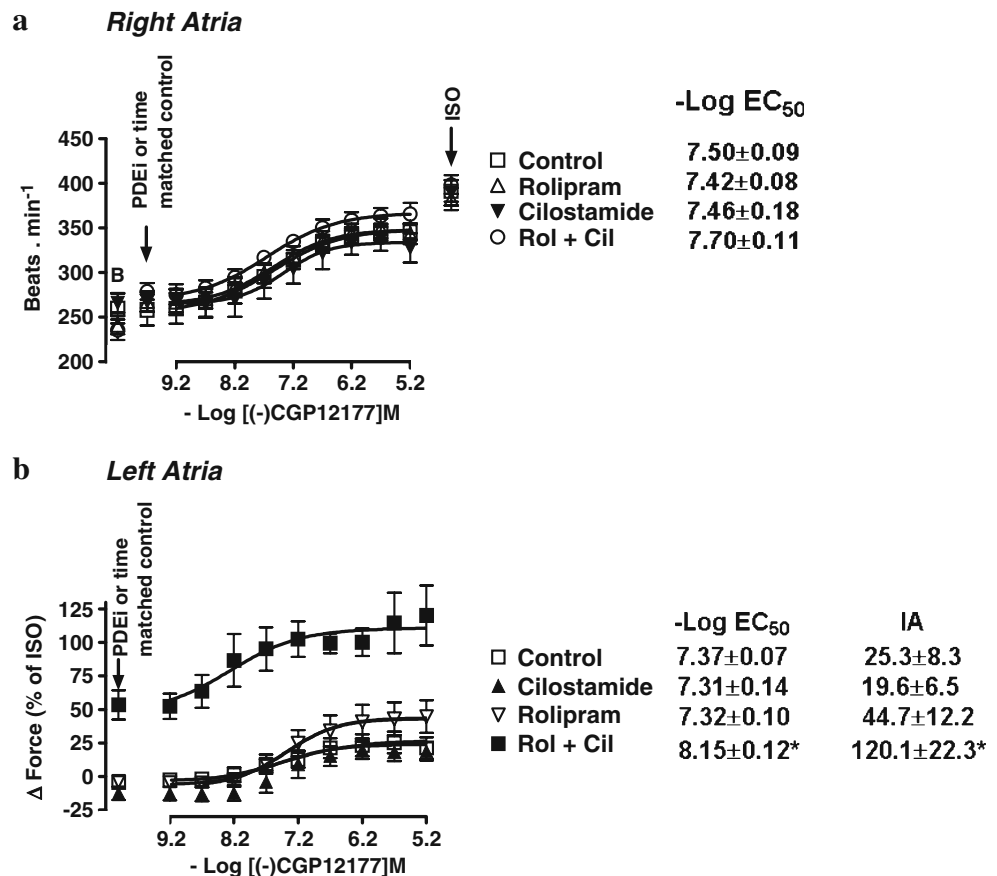 a Right Atria
PDEi or time
matched control
ISO
-Log EC50
450
400
350
300
250
200
Beats . min-1
B
Control 7.50±0.09
Rolipram 7.42±0.08
Cilostamide 7.46±0.18
Rol + Cil 7.70±0.11
9.2 8.2 7.2 6.2 5.2
- Log [(-)CGP12177]M
b Left Atria
PDEi or time
matched control
125
100
75
50
25
0
-25
Δ Force (% of ISO)
-Log EC50 IA
Control 7.37±0.07 25.3±8.3
Cilostamide 7.31±0.14 19.6±6.5
Rolipram 7.32±0.10 44.7±12.2
Rol + Cil 8.15±0.12* 120.1±22.3*
9.2 8.2 7.2 6.2 5.2
- Log [(-)CGP12177]M